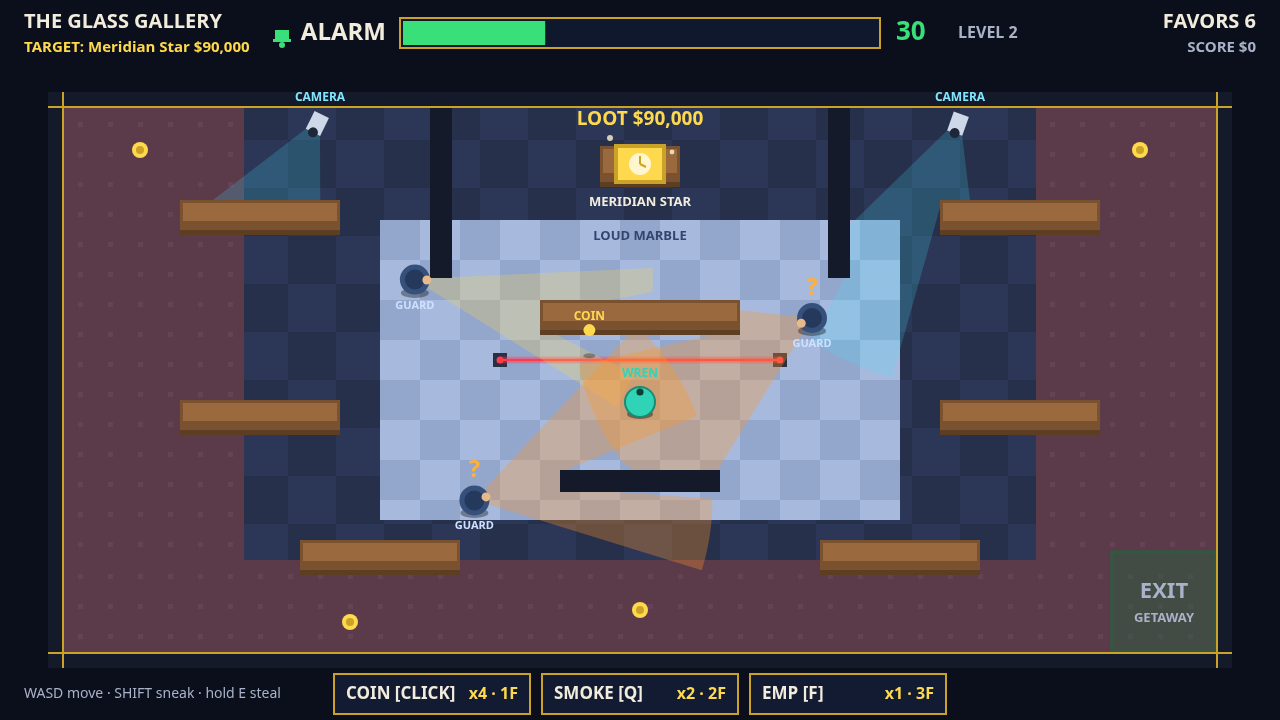 THE GLASS GALLERY
TARGET: Meridian Star $90,000
ALARM
30
LEVEL 2
FAVORS 6
SCORE $0
CAMERA
CAMERA
LOOT $90,000
MERIDIAN STAR
LOUD MARBLE
GUARD
?
COIN
GUARD
WREN
?
GUARD
EXIT
GETAWAY
WASD move · SHIFT sneak · hold E steal
COIN [CLICK] x4 · 1F
SMOKE [Q] x2 · 2F
EMP [F] x1 · 3F